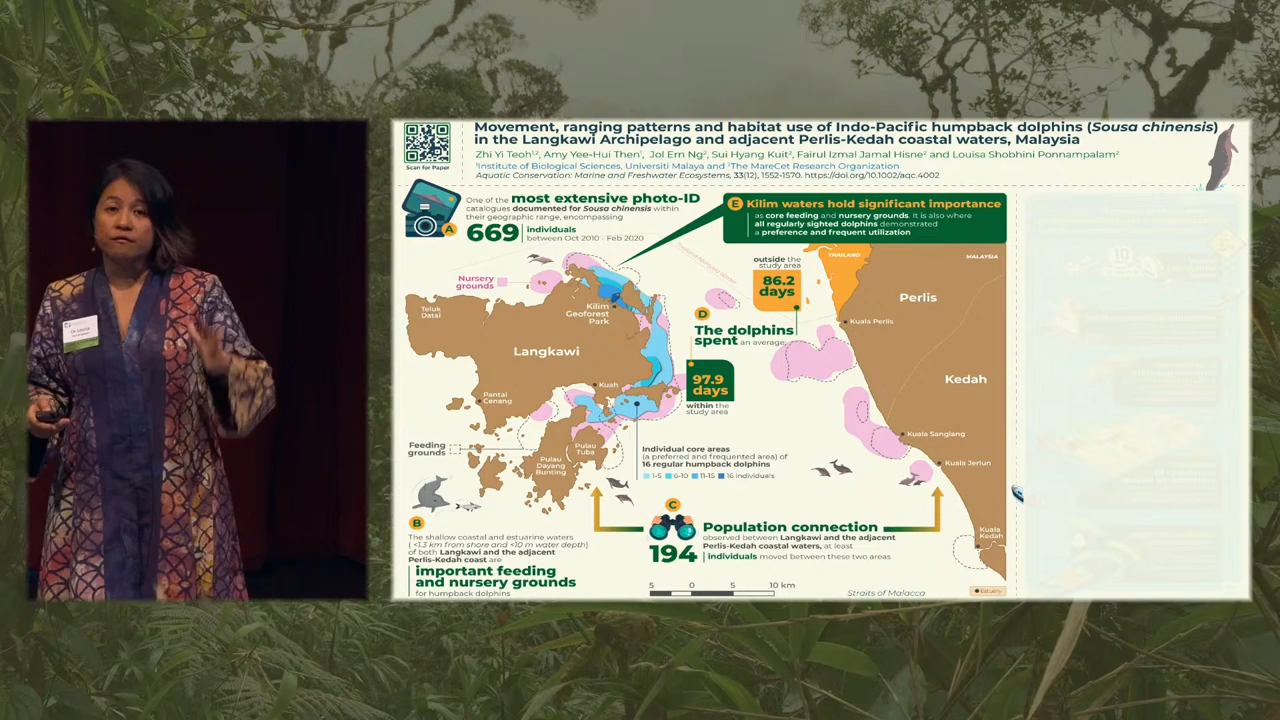 Scan for Paper
Movement, ranging patterns and habitat use of Indo-Pacific humpback dolphins (Sousa chinensis)
in the Langkawi Archipelago and adjacent Perlis-Kedah coastal waters, Malaysia
Zhi Yi Teoh¹,², Amy Yee-Hui Then¹, Jol Ern Ng², Sui Hyang Kuit², Fairul Izmal Jamal Hisne² and Louisa Shobhini Ponnampalam²
¹Institute of Biological Sciences, Universiti Malaya and ²The MareCet Research Organization
Aquatic Conservation: Marine and Freshwater Ecosystems, 33(12), 1552-1570. https://doi.org/10.1002/aqc.4002
A
One of the most extensive photo-ID
catalogues documented for Sousa chinensis within
their geographic range, encompassing
669 individuals
between Oct 2010 - Feb 2020
E Kilim waters hold significant importance
as core feeding and nursery grounds. It is also where
all regularly sighted dolphins demonstrated
a preference and frequent utilization
Nursery
grounds
Teluk
Datai
Kilim
Geoforest
Park
Langkawi
Kuah
Pantai
Cenang
Feeding
grounds
Pulau
Tuba
Pulau
Dayang
Bunting
outside the
study area
86.2
days
D
The dolphins
spent an average
97.9
days
within the
study area
THAILAND
MALAYSIA
Perlis
Kuala Perlis
Kedah
Kuala Sanglang
Kuala Jerlun
Kuala
Kedah
Individual core areas
(a preferred and frequented area) of
16 regular humpback dolphins
1-5 6-10 11-15 16 individuals
B
The shallow coastal and estuarine waters
( <1.3 km from shore and <10 m water depth)
of both Langkawi and the adjacent
Perlis-Kedah coast are
important feeding
and nursery grounds
for humpback dolphins
C
Population connection
observed between Langkawi and the adjacent
Perlis-Kedah coastal waters, at least
194 individuals moved between these two areas
5 0 5 10 km
Straits of Malacca
Estuary